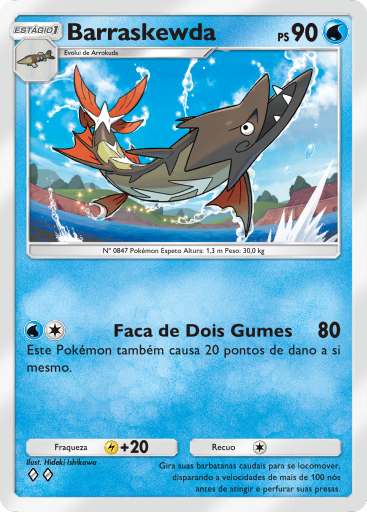 ESTÁGIO 1
Barraskewda
PS 90
Evolui de Arrokuda
Nº 0847 Pokémon Espeto Altura: 1,3 m Peso: 30,0 kg
Faca de Dois Gumes 80
Este Pokémon também causa 20 pontos de dano a si
mesmo.
Fraqueza +20
Recuo
Ilust. Hideki Ishikawa
Gira suas barbatanas caudais para se locomover,
disparando a velocidades de mais de 100 nós
antes de atingir e perfurar suas presas.